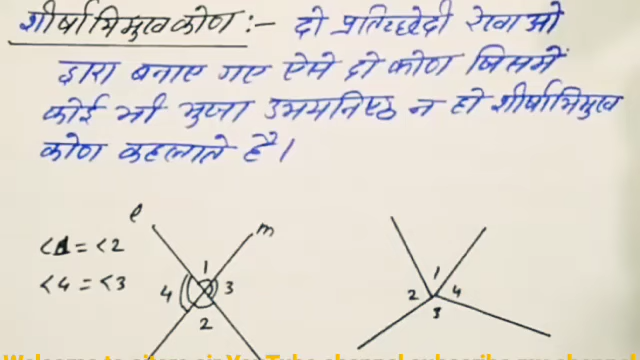 शीर्षाभिमुख कोण :- दो प्रतिच्छेदी रेखाओ
द्वारा बनाए गए ऐसे दो कोण जिसमें
कोई भी भुजा उभयनिष्ठ न हो शीर्षाभिमुख
कोण कहलाते है।
l
m
<1 = <2
<4 = <3
1
4 3
2
1
2 4
3